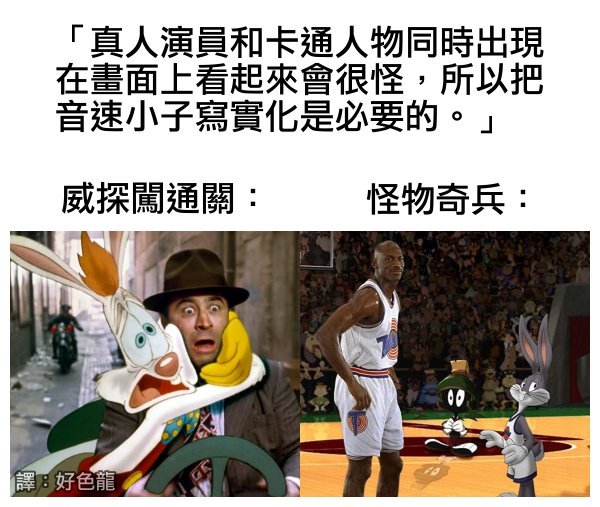 「真人演員和卡通人物同時出現
在畫面上看起來會很怪,所以把
音速小子寫實化是必要的。」
威探闖通關:
怪物奇兵:
譯:好色龍